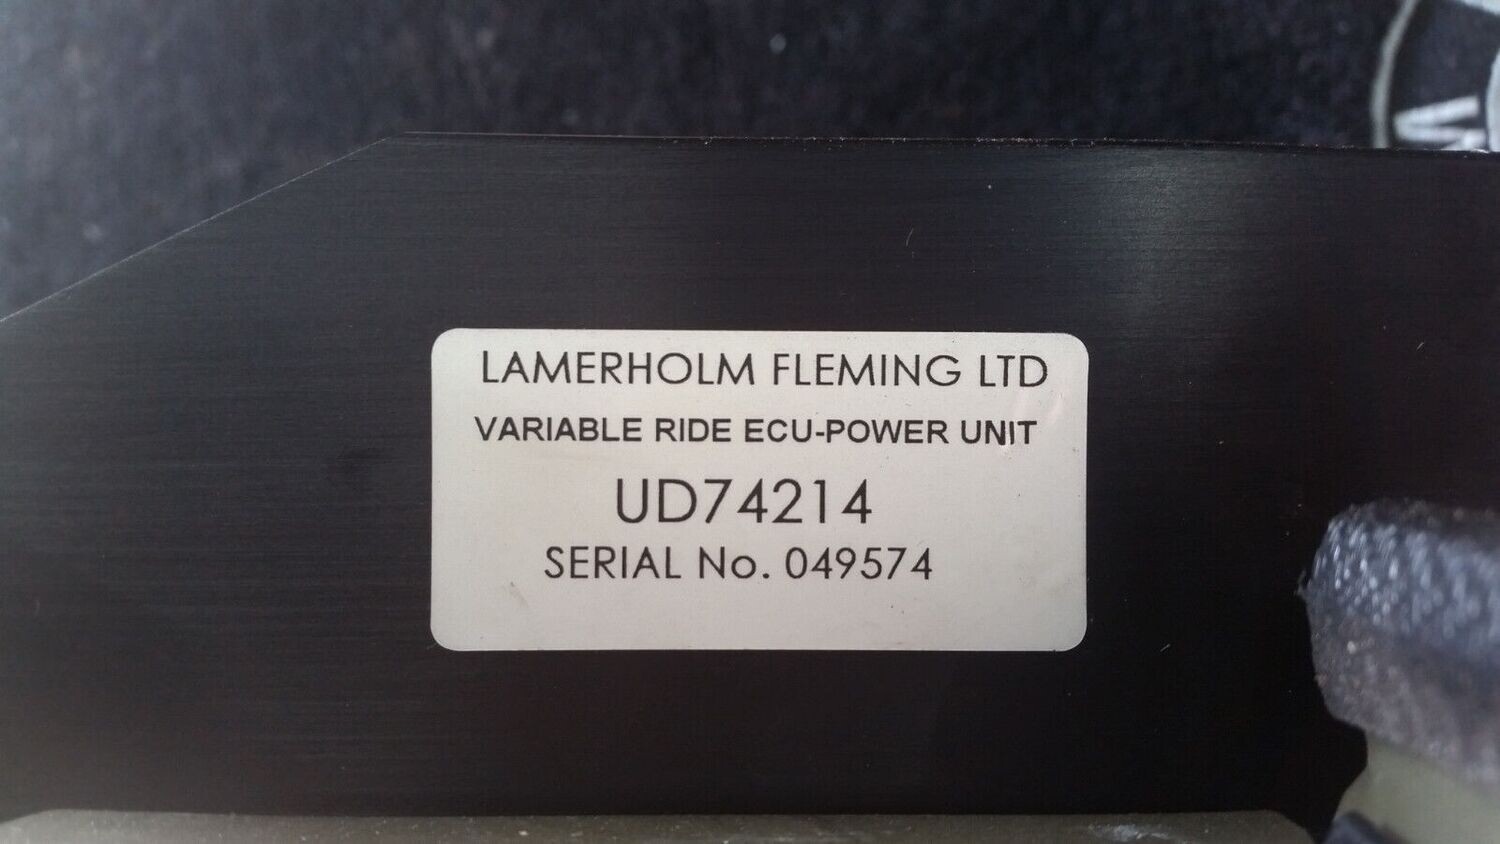 LAMERHOLM FLEMING LTD
VARIABLE RIDE ECU-POWER UNIT
UD74214
SERIAL No. 049574